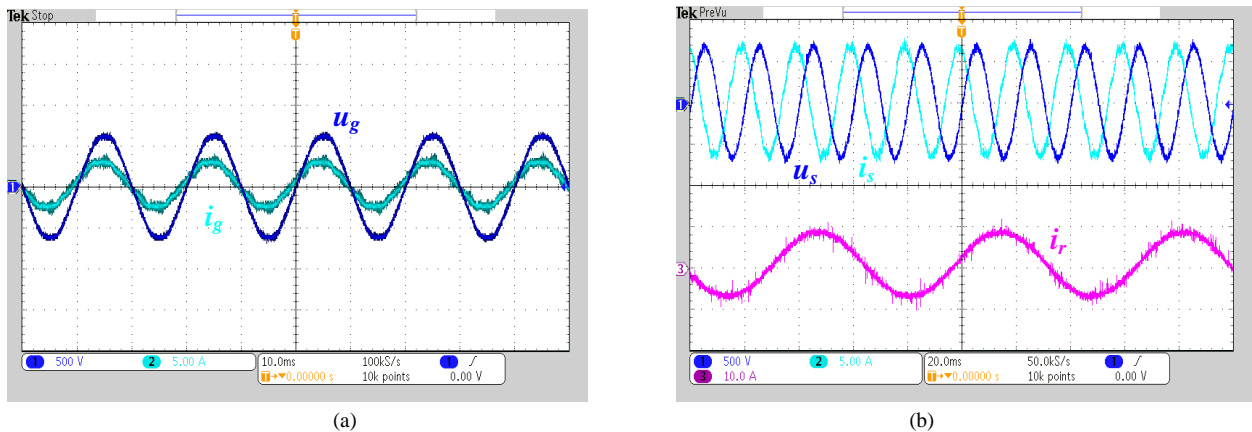 Tek Stop
T
T
u_g
1
i_g
1 500 V 2 5.00 A
10.0ms 100kS/s 1
T→▼0.00000 s 10k points 0.00 V
(a)
Tek PreVu
T
T
1
u_s i_s
i_r
3
1 500 V 2 5.00 A
3 10.0 A
20.0ms 50.0kS/s 1
T→▼0.00000 s 10k points 0.00 V
(b)